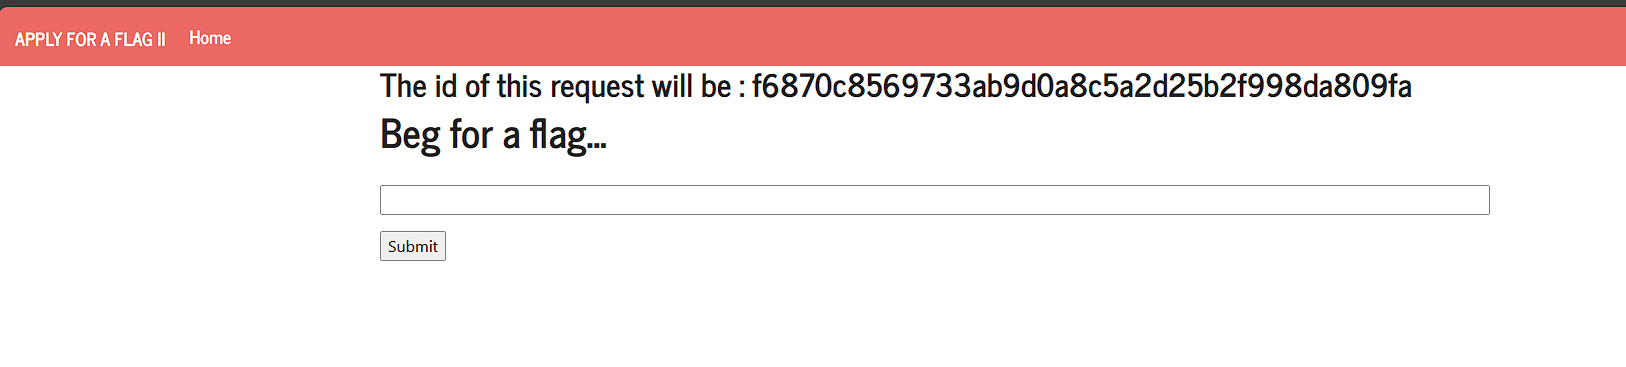 APPLY FOR A FLAG II Home
The id of this request will be : f6870c8569733ab9d0a8c5a2d25b2f998da809fa
Beg for a flag...
Submit